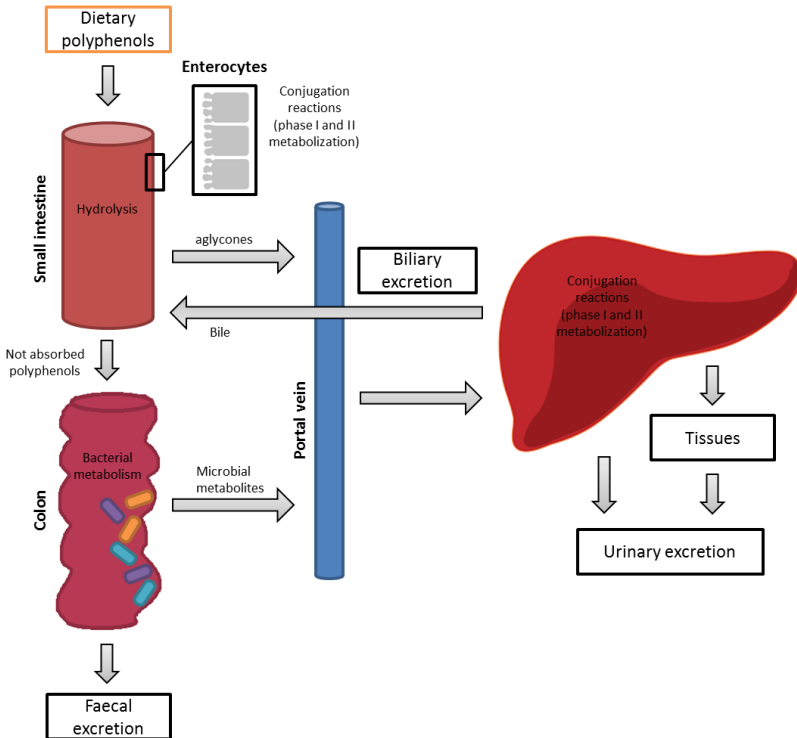 Dietary
polyphenols
Enterocytes
Conjugation
reactions
(phase I and II
metabolization)
Small intestine
Hydrolysis
aglycones
Biliary
excretion
Conjugation
reactions
(phase I and II
metabolization)
Bile
Not absorbed
polyphenols
Portal vein
Tissues
Colon
Bacterial
metabolism
Microbial
metabolites
Urinary excretion
Faecal
excretion